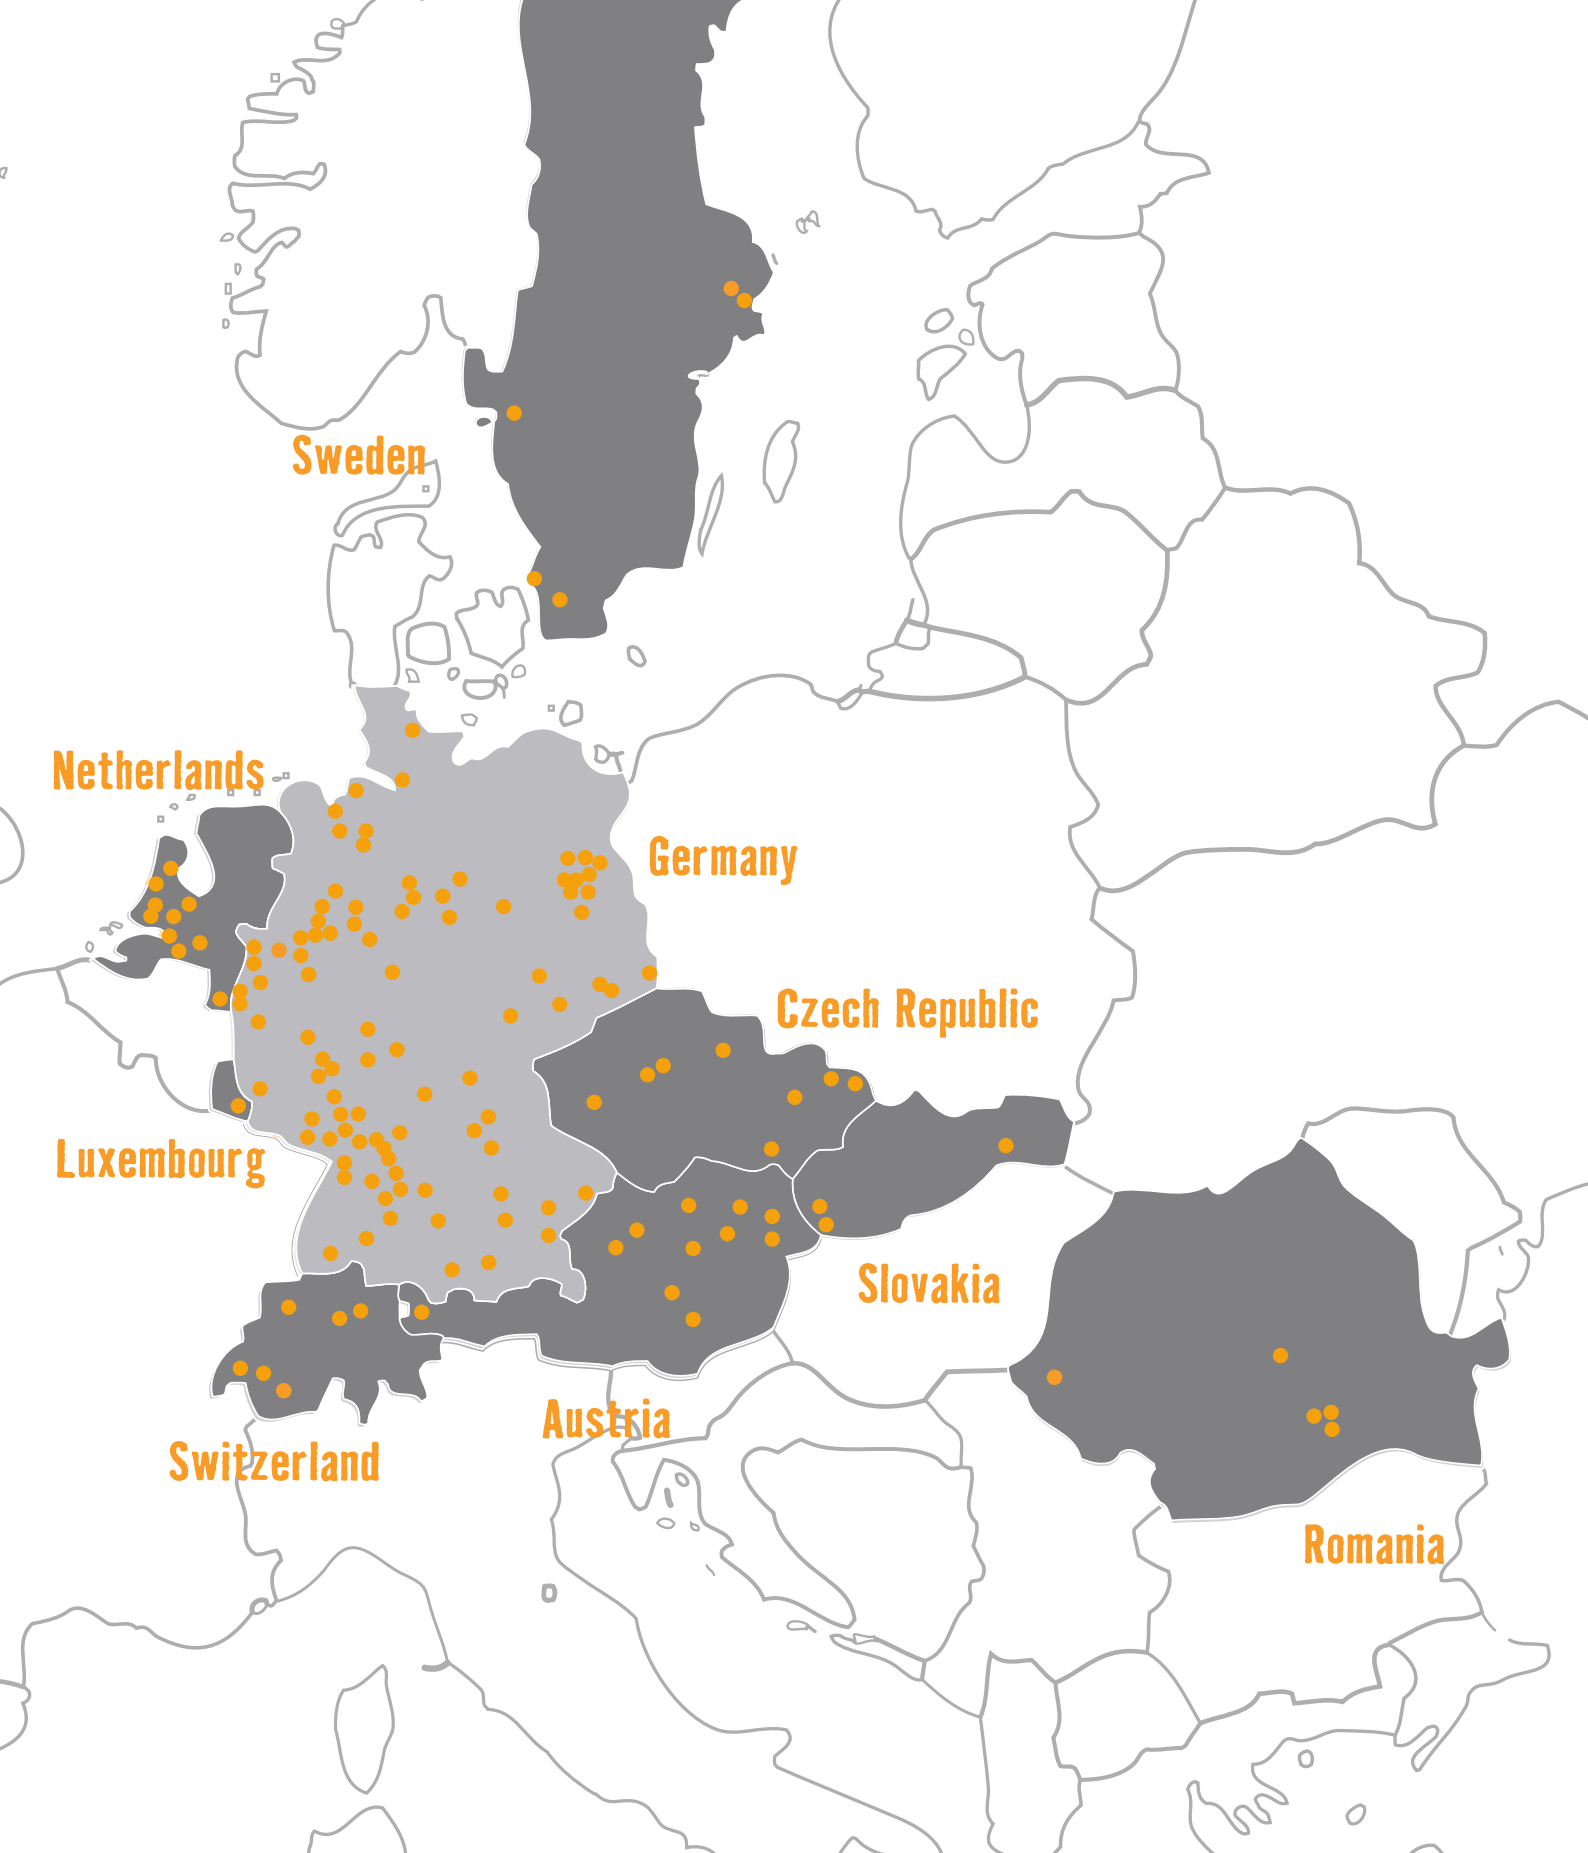 Sweden
Netherlands
Germany
Czech Republic
Luxembourg
Slovakia
Austria
Switzerland
Romania